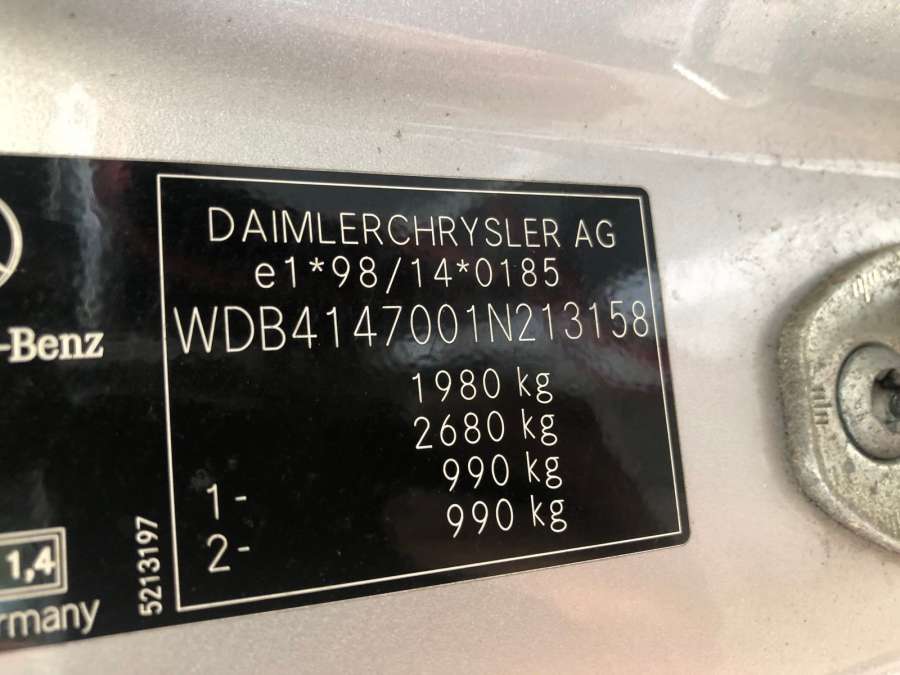 DAIMLERCHRYSLER AG
e1*98/14*0185
WDB4147001N213158
1980 kg
2680 kg
1- 990 kg
2- 990 kg
-Benz
1,4
rmany
5213197